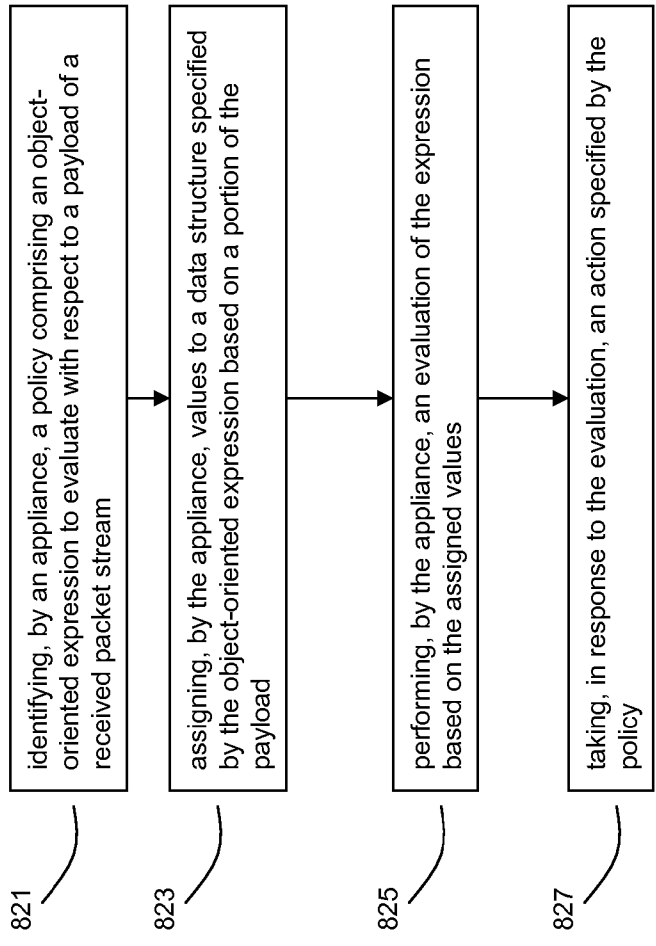 821
identifying, by an appliance, a policy comprising an object-
oriented expression to evaluate with respect to a payload of a
received packet stream
823
assigning, by the appliance, values to a data structure specified
by the object-oriented expression based on a portion of the
payload
825
performing, by the appliance, an evaluation of the expression
based on the assigned values
827
taking, in response to the evaluation, an action specified by the
policy